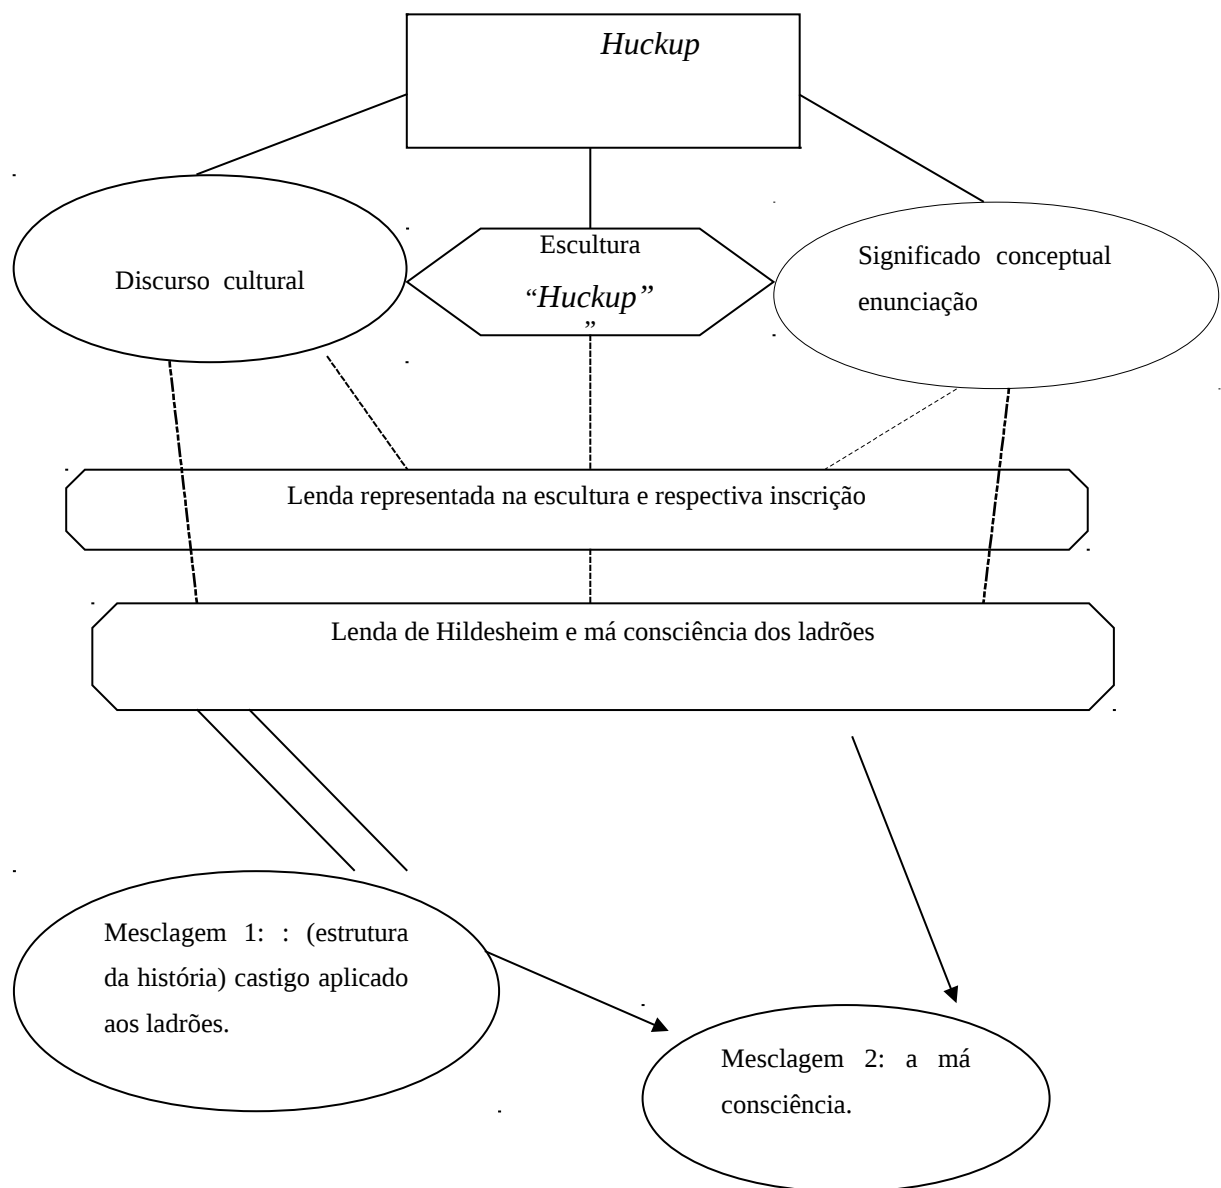 Huckup
Discurso cultural
Escultura
“Huckup”
”
Significado conceptual
enunciação
Lenda representada na escultura e respectiva inscrição
Lenda de Hildesheim e má consciência dos ladrões
Mesclagem 1: : (estrutura
da história) castigo aplicado
aos ladrões.
Mesclagem 2: a má
consciência.